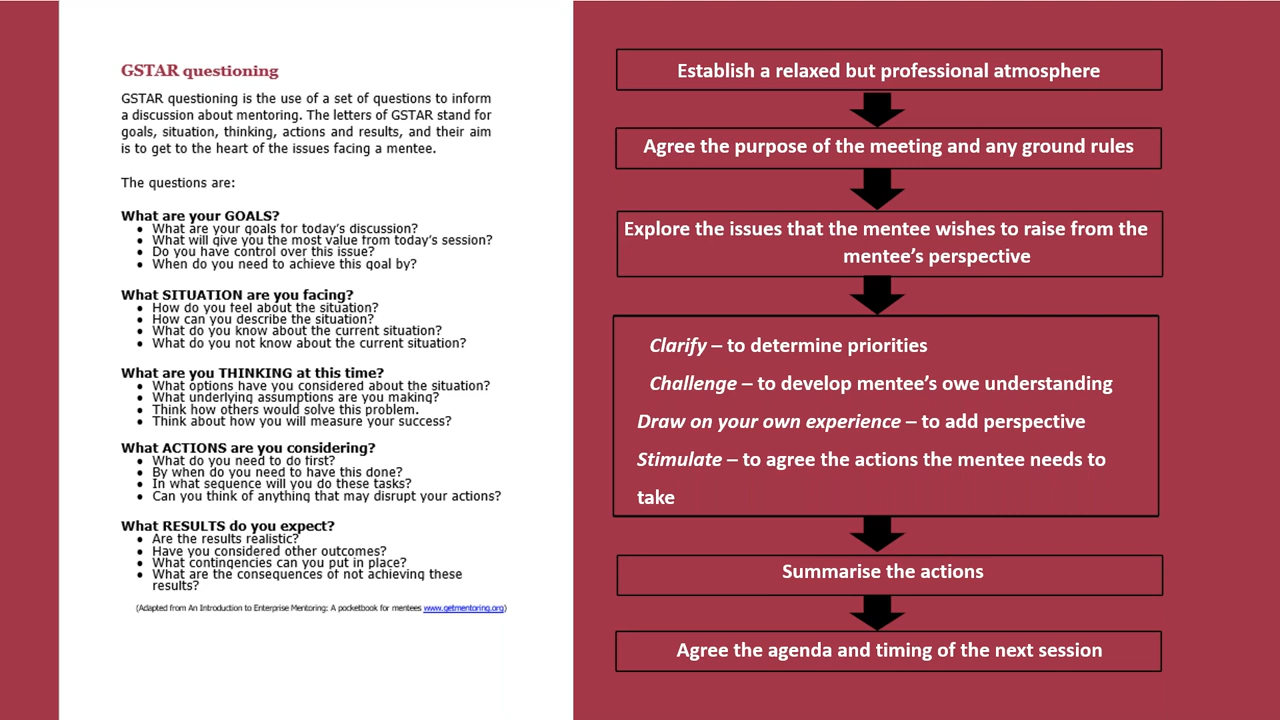 GSTAR questioning
GSTAR questioning is the use of a set of questions to inform
a discussion about mentoring. The letters of GSTAR stand for
goals, situation, thinking, actions and results, and their aim
is to get to the heart of the issues facing a mentee.
The questions are:
What are your GOALS?
• What are your goals for today's discussion?
• What will give you the most value from today's session?
• Do you have control over this issue?
• When do you need to achieve this goal by?
What SITUATION are you facing?
• How do you feel about the situation?
• How can you describe the situation?
• What do you know about the current situation?
• What do you not know about the current situation?
What are you THINKING at this time?
• What options have you considered about the situation?
• What underlying assumptions are you making?
• Think how others would solve this problem.
• Think about how you will measure your success?
What ACTIONS are you considering?
• What do you need to do first?
• By when do you need to have this done?
• In what sequence will you do these tasks?
• Can you think of anything that may disrupt your actions?
What RESULTS do you expect?
• Are the results realistic?
• Have you considered other outcomes?
• What contingencies can you put in place?
• What are the consequences of not achieving these
results?
(Adapted from An Introduction to Enterprise Mentoring: A pocketbook for mentees www.getmentoring.org)
Establish a relaxed but professional atmosphere
Agree the purpose of the meeting and any ground rules
Explore the issues that the mentee wishes to raise from the
mentee's perspective
Clarify – to determine priorities
Challenge – to develop mentee's owe understanding
Draw on your own experience – to add perspective
Stimulate – to agree the actions the mentee needs to
take
Summarise the actions
Agree the agenda and timing of the next session